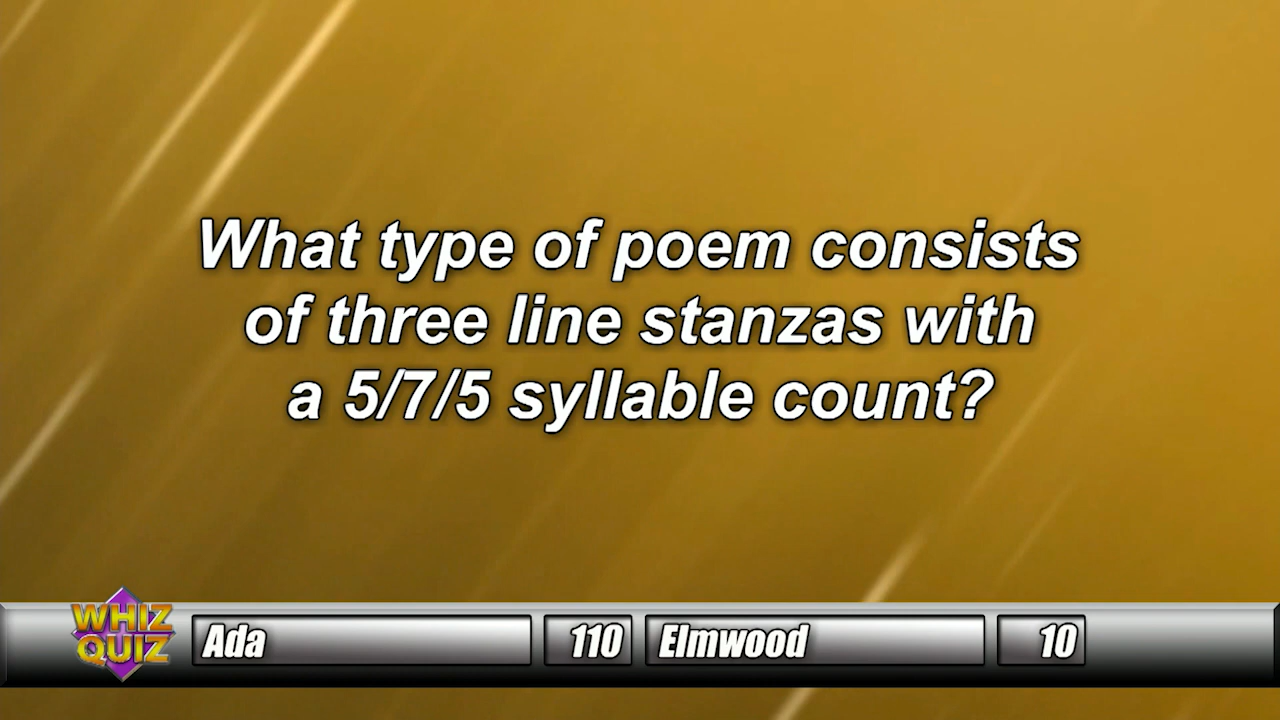 What type of poem consists
of three line stanzas with
a 5/7/5 syllable count?
WHIZ
QUIZ
Ada 110 Elmwood 10